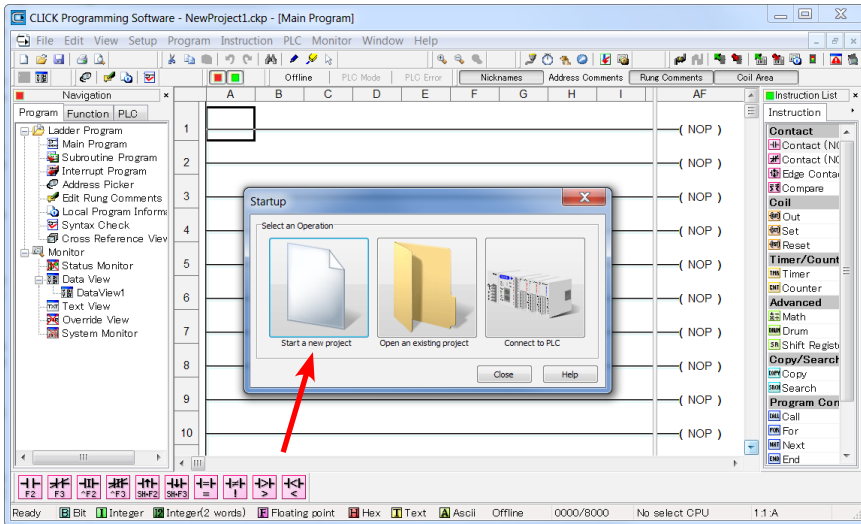 CLICK Programming Software - NewProject1.ckp - [Main Program]
File Edit View Setup Program Instruction PLC Monitor Window Help
Offline PLC Mode PLC Error Nicknames Address Comments Rung Comments Coil Area
Navigation
Program Function PLC
Ladder Program
Main Program
Subroutine Program
Interrupt Program
Address Picker
Edit Rung Comments
Local Program Informa
Syntax Check
Cross Reference View
Monitor
Status Monitor
Data View
DataView1
Text View
Override View
System Monitor
A B C D E F G H I AF
1 ( NOP )
2 ( NOP )
3 ( NOP )
4 ( NOP )
5 ( NOP )
6 ( NOP )
7 ( NOP )
8 ( NOP )
9 ( NOP )
10 ( NOP )
Startup
Select an Operation
Start a new project Open an existing project Connect to PLC
Close Help
Instruction List
Instruction
Contact
Contact (NO
Contact (NC
Edge Contac
Compare
Coil
Out
Set
Reset
Timer/Count
Timer
Counter
Advanced
Math
Drum
Shift Registe
Copy/Search
Copy
Search
Program Con
Call
For
Next
End
F2 F3 ^F2 ^F3 SH+F2 SH+F3 = ! > <
Ready Bit Integer Integer(2 words) Floating point Hex Text Ascii Offline 0000/8000 No select CPU 1:1:A